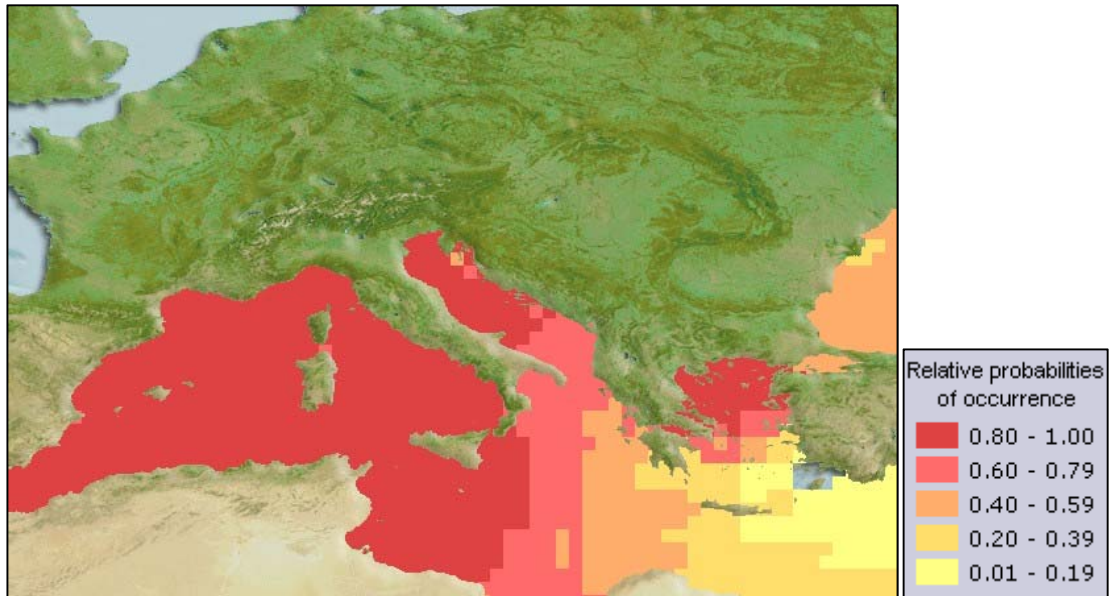 Relative probabilities
of occurrence
0.80 - 1.00
0.60 - 0.79
0.40 - 0.59
0.20 - 0.39
0.01 - 0.19